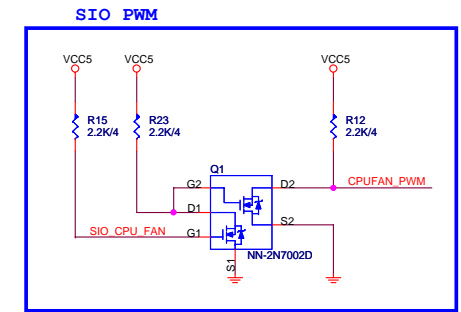 SIO PWM
VCC5 VCC5 VCC5
R15 R23 R12
2.2K/4 2.2K/4 2.2K/4
Q1
G2 D2 CPUFAN_PWM
D1
S2
SIO_CPU_FAN G1
NN-2N7002D
S1